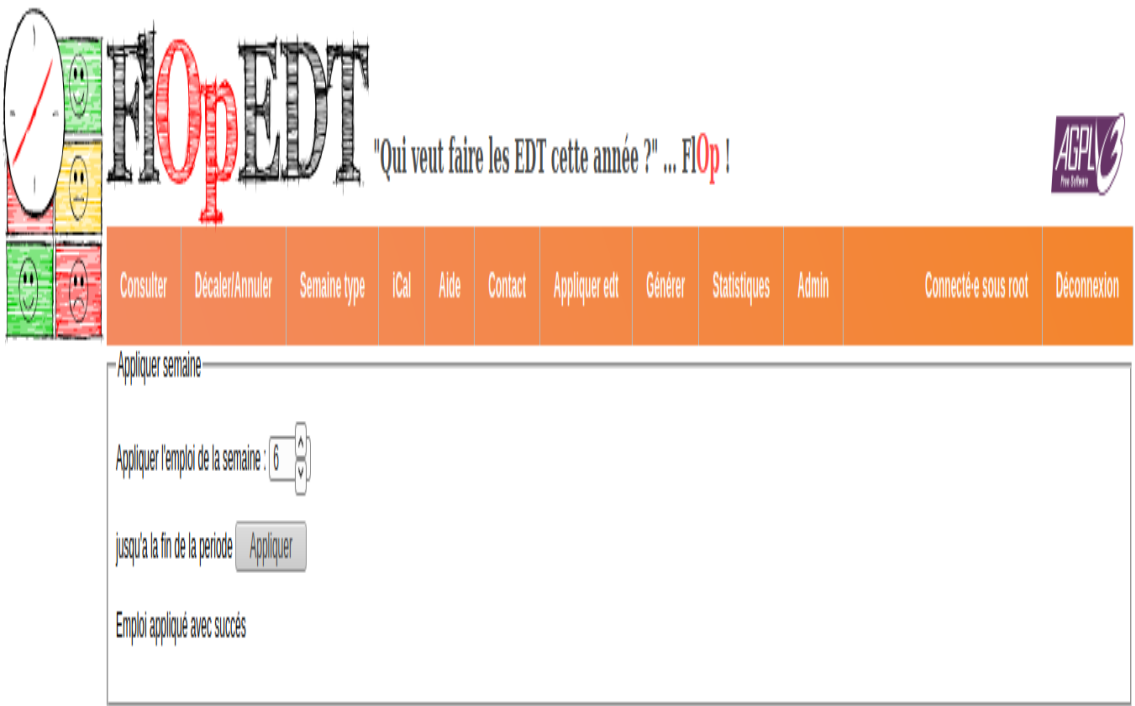 FlOpEDT
"Qui veut faire les EDT cette année ?" ... FlOp !
AGPL 3
Free Software
Consulter Décaler/Annuler Semaine type iCal Aide Contact Appliquer edt Générer Statistiques Admin Connecté·e sous root Déconnexion
Appliquer semaine
Appliquer l'emploi de la semaine : 6
jusqu'a la fin de la periode Appliquer
Emploi appliqué avec succés